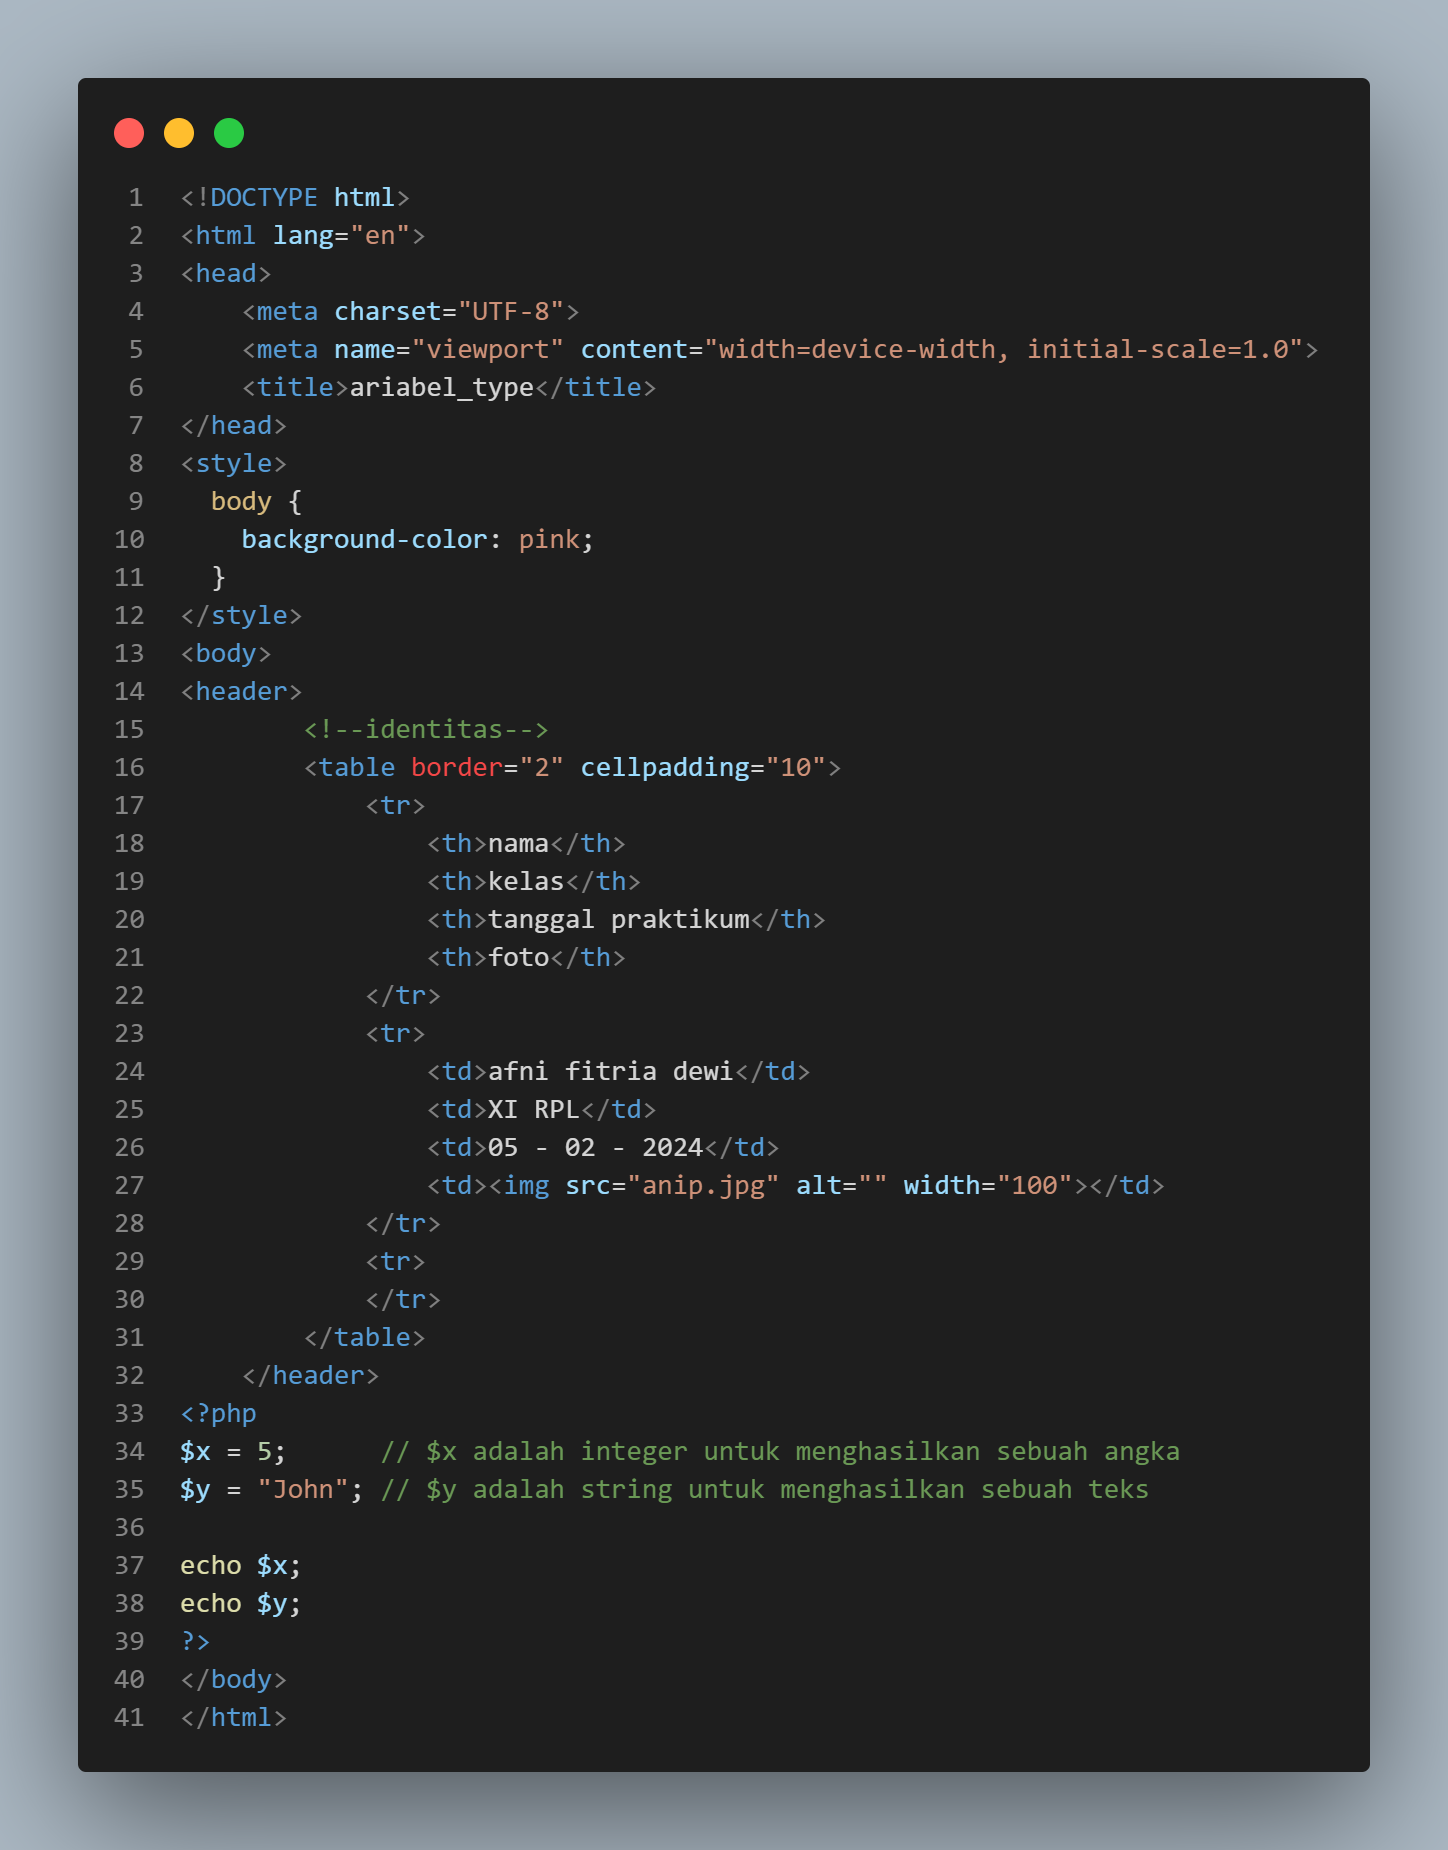 1 <!DOCTYPE html>
2 <html lang="en">
3 <head>
4     <meta charset="UTF-8">
5     <meta name="viewport" content="width=device-width, initial-scale=1.0">
6     <title>ariabel_type</title>
7 </head>
8 <style>
9   body {
10     background-color: pink;
11   }
12 </style>
13 <body>
14 <header>
15         <!--identitas-->
16         <table border="2" cellpadding="10">
17             <tr>
18                 <th>nama</th>
19                 <th>kelas</th>
20                 <th>tanggal praktikum</th>
21                 <th>foto</th>
22             </tr>
23             <tr>
24                 <td>afni fitria dewi</td>
25                 <td>XI RPL</td>
26                 <td>05 - 02 - 2024</td>
27                 <td><img src="anip.jpg" alt="" width="100"></td>
28             </tr>
29             <tr>
30             </tr>
31         </table>
32     </header>
33 <?php
34 $x = 5;      // $x adalah integer untuk menghasilkan sebuah angka
35 $y = "John"; // $y adalah string untuk menghasilkan sebuah teks
36
37 echo $x;
38 echo $y;
39 ?>
40 </body>
41 </html>